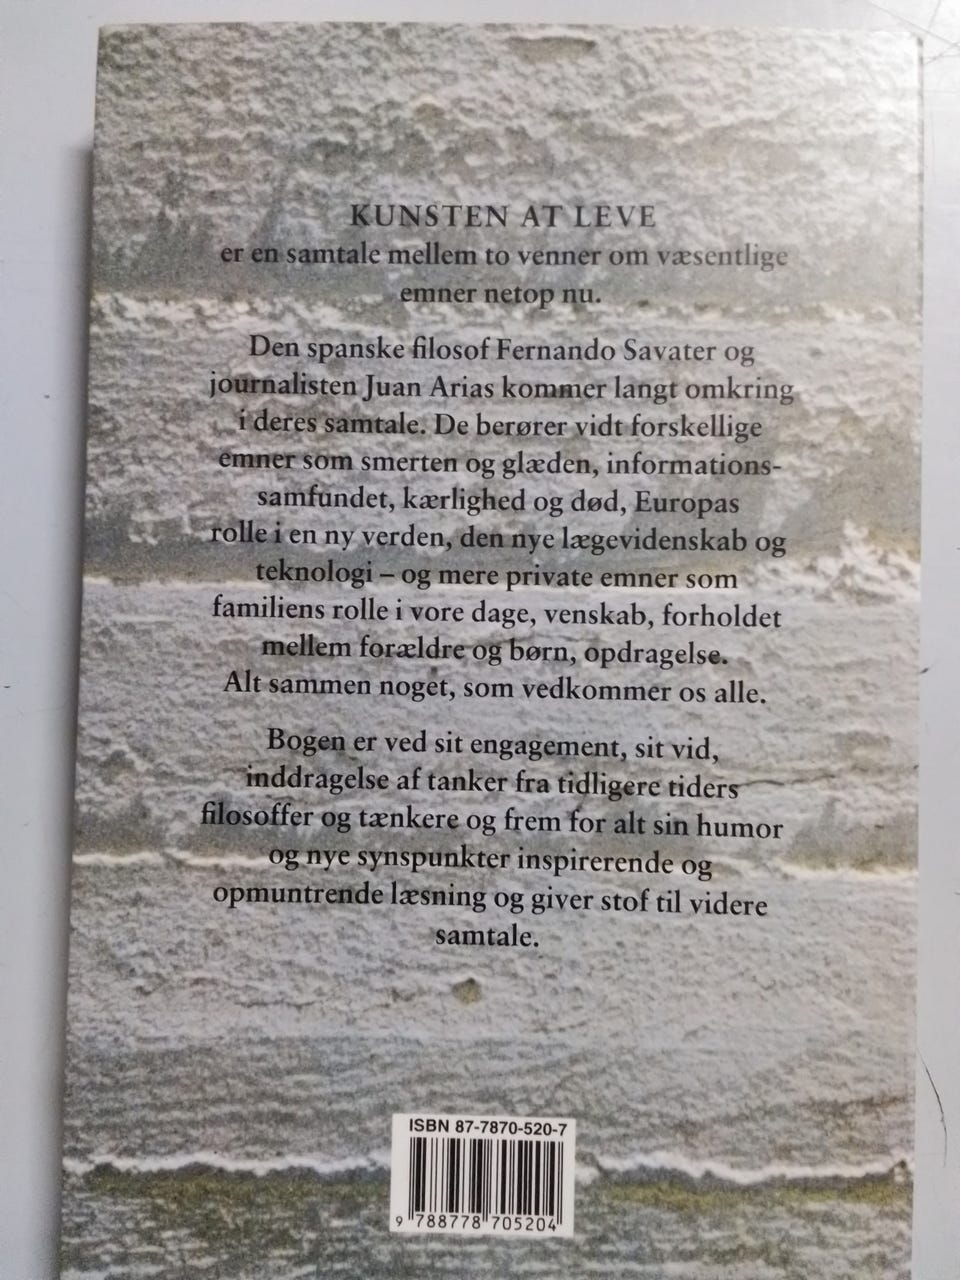 KUNSTEN AT LEVE
er en samtale mellem to venner om væsentlige
emner netop nu.
Den spanske filosof Fernando Savater og
journalisten Juan Arias kommer langt omkring
i deres samtale. De berører vidt forskellige
emner som smerten og glæden, informations-
samfundet, kærlighed og død, Europas
rolle i en ny verden, den nye lægevidenskab og
teknologi – og mere private emner som
familiens rolle i vore dage, venskab, forholdet
mellem forældre og børn, opdragelse.
Alt sammen noget, som vedkommer os alle.
Bogen er ved sit engagement, sit vid,
inddragelse af tanker fra tidligere tiders
filosoffer og tænkere og frem for alt sin humor
og nye synspunkter inspirerende og
opmuntrende læsning og giver stof til videre
samtale.
ISBN 87-7870-520-7
9 788778 705204